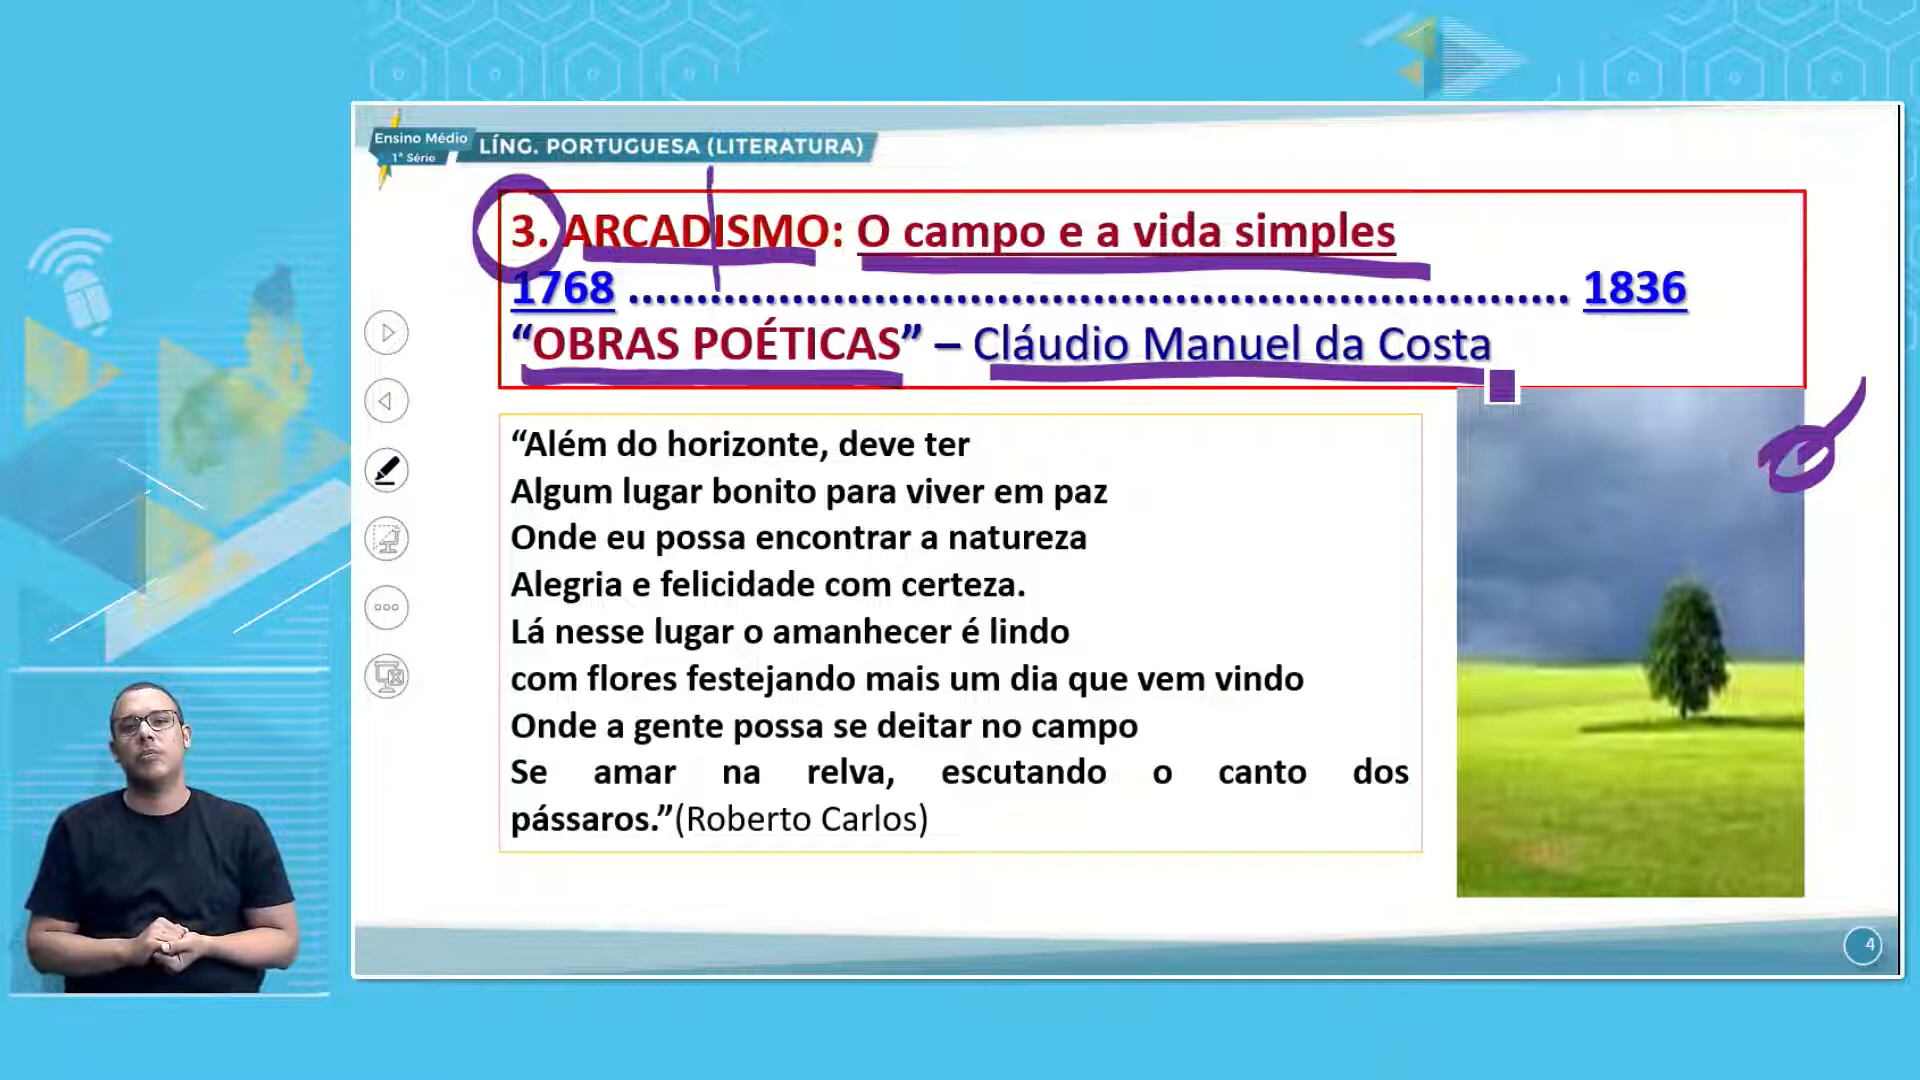 Ensino Médio
1ª Série
LÍNG. PORTUGUESA (LITERATURA)
3. ARCADISMO: O campo e a vida simples
1768 ..................................................................... 1836
“OBRAS POÉTICAS” – Cláudio Manuel da Costa
“Além do horizonte, deve ter
Algum lugar bonito para viver em paz
Onde eu possa encontrar a natureza
Alegria e felicidade com certeza.
Lá nesse lugar o amanhecer é lindo
com flores festejando mais um dia que vem vindo
Onde a gente possa se deitar no campo
Se amar na relva, escutando o canto dos
pássaros.”(Roberto Carlos)
4